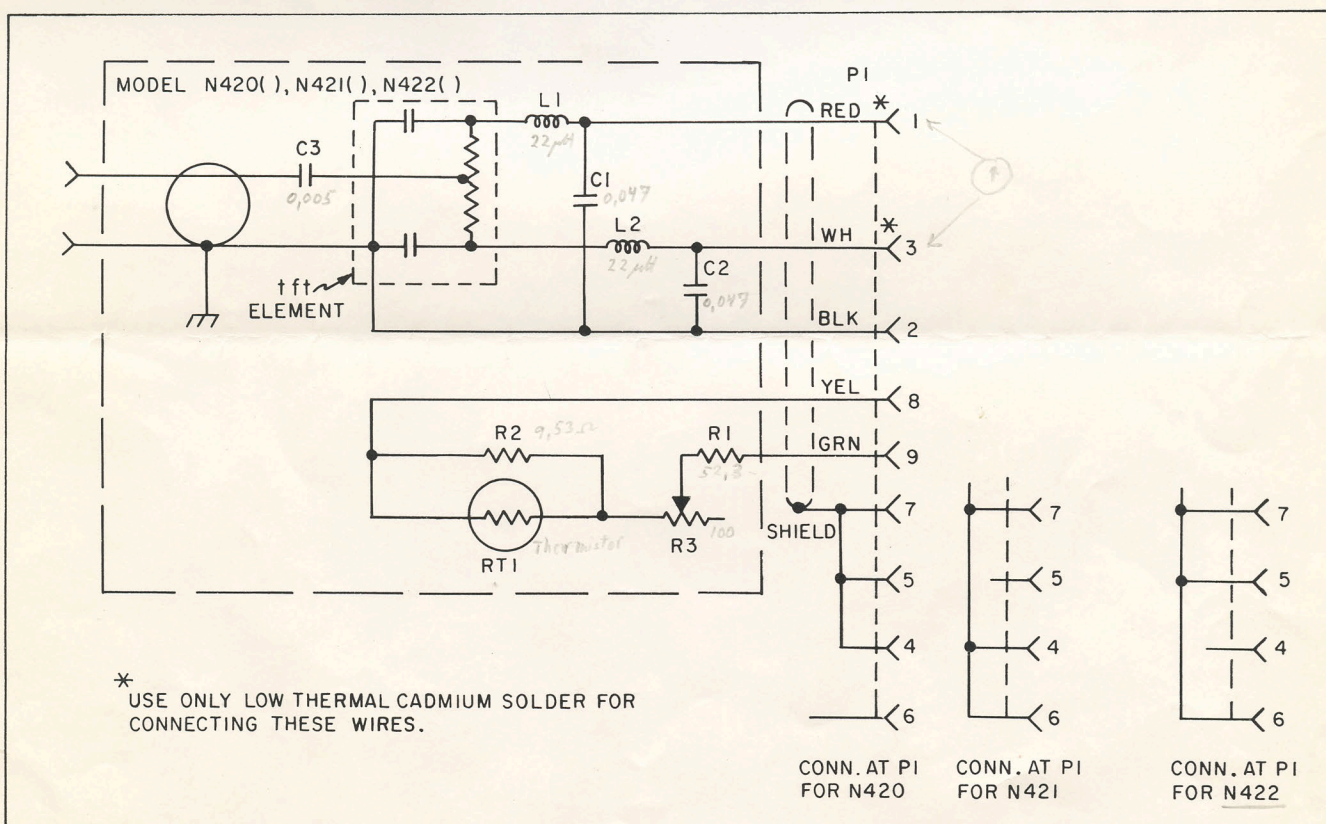 MODEL N420( ), N421( ), N422( )
P1
L1
22 µH
RED
*
1
C3
0,005
C1
0,047
L2
22 µH
WH
*
3
C2
0,047
tft
ELEMENT
BLK
2
YEL
8
R2
9,53Ω
R1
52,3
GRN
9
7
SHIELD
100
R3
Thermistor
RT1
5
4
6
7
5
4
6
7
5
4
6
*
USE ONLY LOW THERMAL CADMIUM SOLDER FOR
CONNECTING THESE WIRES.
CONN. AT P1
FOR N420
CONN. AT P1
FOR N421
CONN. AT P1
FOR N422